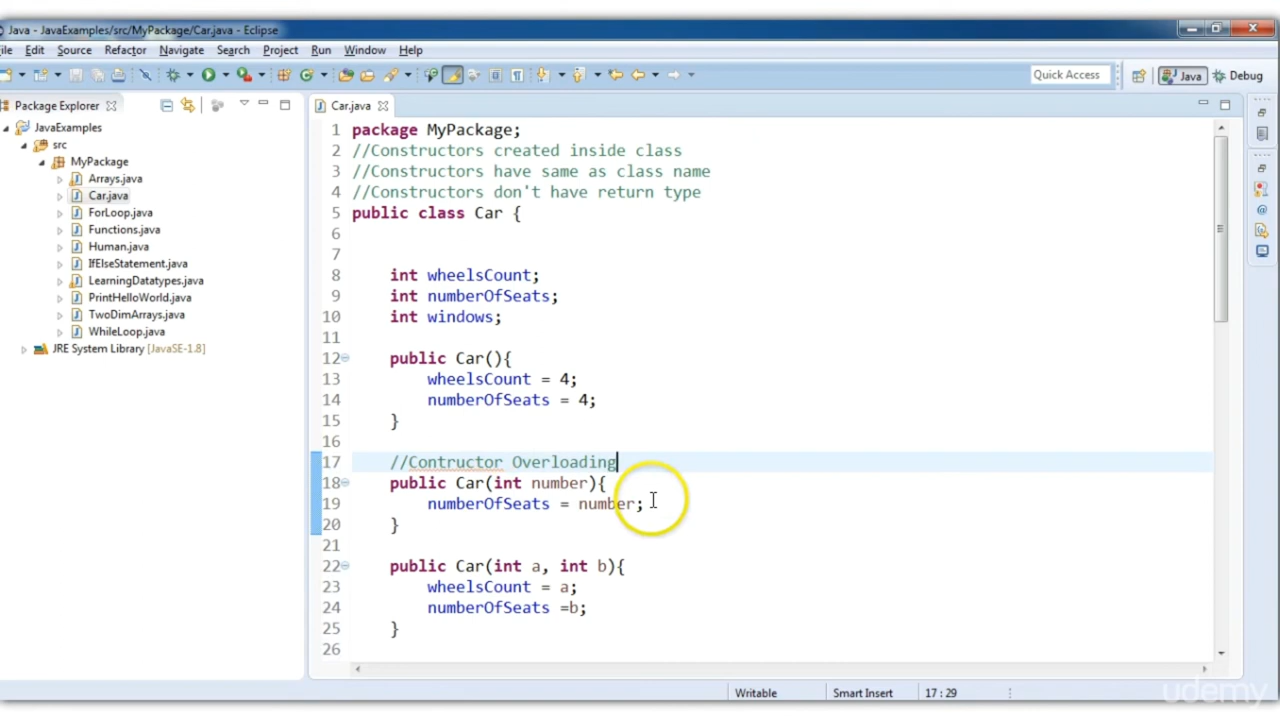 Java - JavaExamples/src/MyPackage/Car.java - Eclipse
ile Edit Source Refactor Navigate Search Project Run Window Help
Quick Access
Java
Debug
Package Explorer
JavaExamples
src
MyPackage
Arrays.java
Car.java
ForLoop.java
Functions.java
Human.java
IfElseStatement.java
LearningDatatypes.java
PrintHelloWorld.java
TwoDimArrays.java
WhileLoop.java
JRE System Library [JavaSE-1.8]
Car.java
1 package MyPackage;
2 //Constructors created inside class
3 //Constructors have same as class name
4 //Constructors don't have return type
5 public class Car {
6
7
8 int wheelsCount;
9 int numberOfSeats;
10 int windows;
11
12 public Car(){
13 wheelsCount = 4;
14 numberOfSeats = 4;
15 }
16
17 //Contructor Overloading
18 public Car(int number){
19 numberOfSeats = number;
20 }
21
22 public Car(int a, int b){
23 wheelsCount = a;
24 numberOfSeats =b;
25 }
26
Writable Smart Insert 17 : 29
udemy